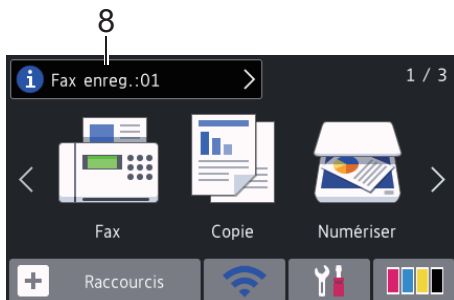 8
Fax enreg.:01
1 / 3
Fax
Copie
Numériser
Raccourcis